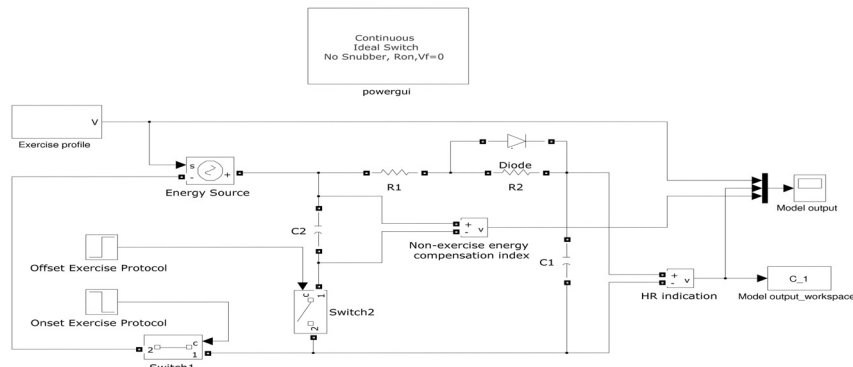 Continuous
Ideal Switch
No Snubber, Ron,Vf=0
powergui
V
Exercise profile
s
-
+
Energy Source
R1
Diode
R2
C2
+
-
v
Non-exercise energy
compensation index
C1
Model output
Offset Exercise Protocol
c
1
2
Switch2
+
-
v
HR indication
C_1
Model output_workspace
Onset Exercise Protocol
2
c
1
Switch1